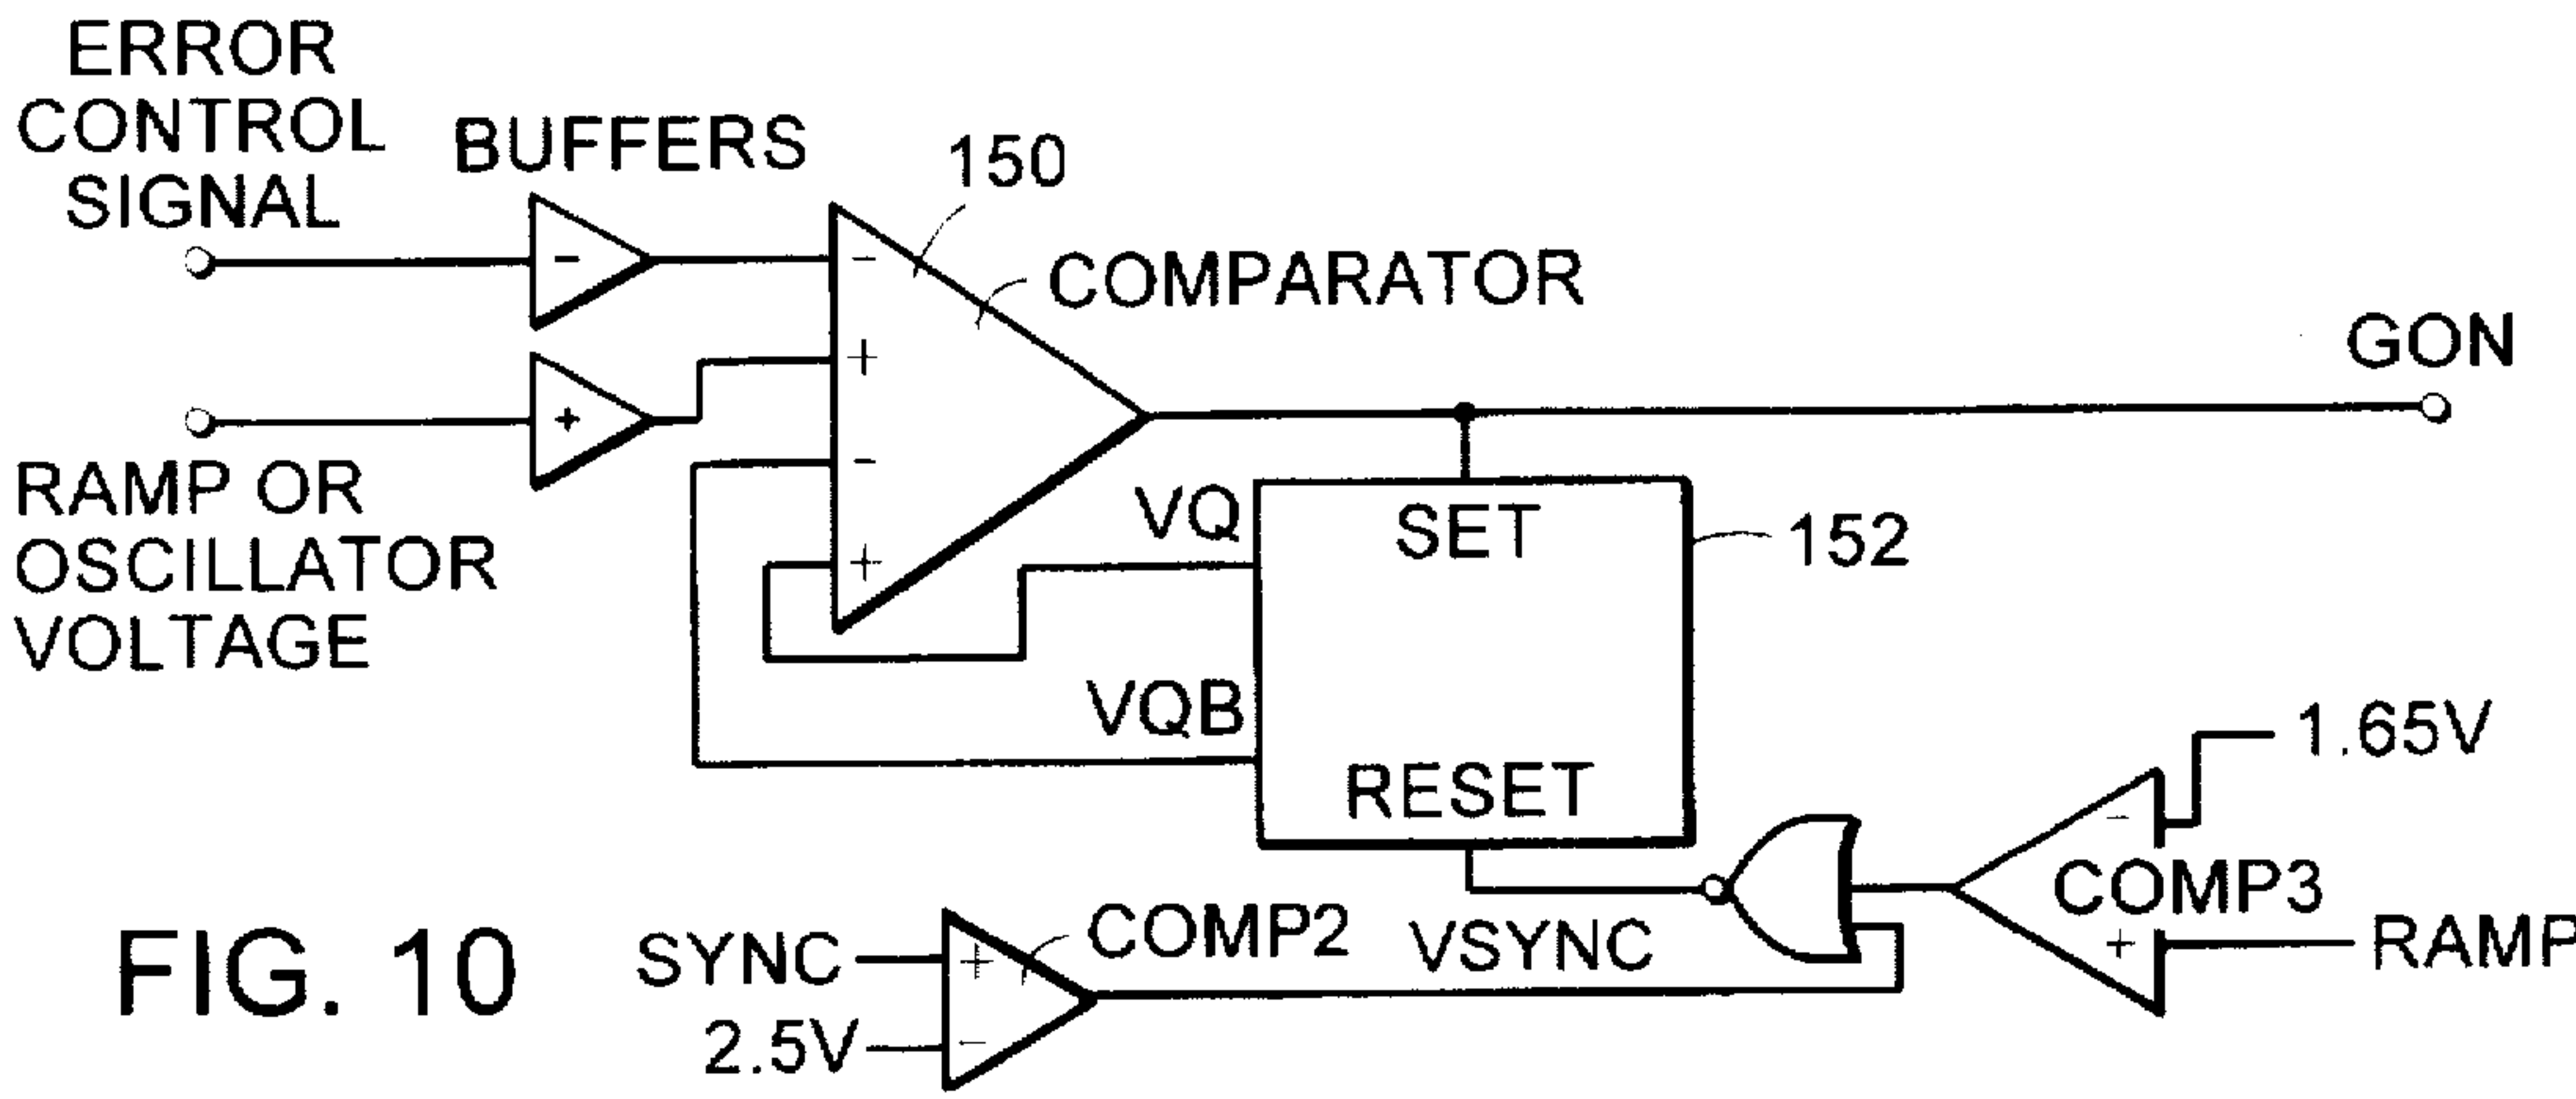 ERROR
CONTROL
SIGNAL
BUFFERS
150
COMPARATOR
GON
-
+
-
+
-
+
RAMP OR
OSCILLATOR
VOLTAGE
VQ
SET
152
VQB
RESET
1.65V
-
COMP3
+
RAMP
FIG. 10
SYNC
+
COMP2
VSYNC
2.5V
-